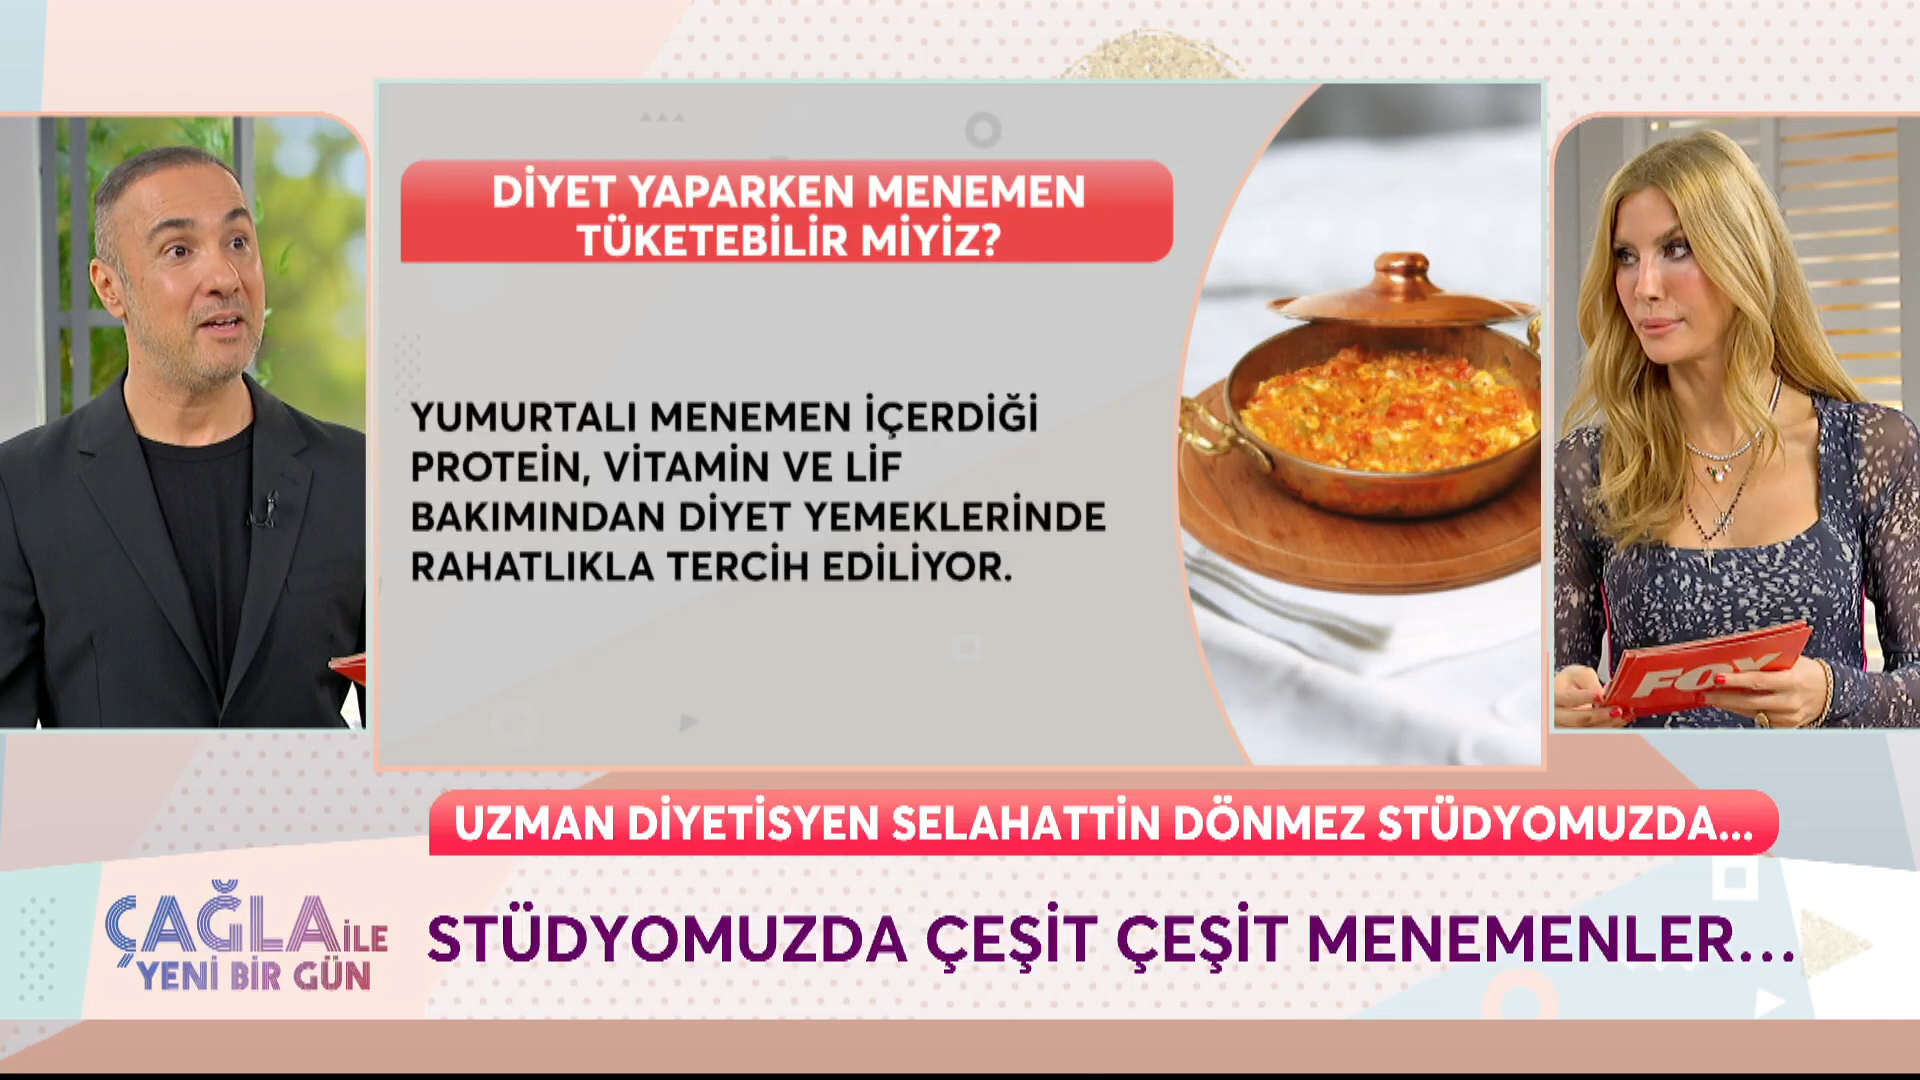 DİYET YAPARKEN MENEMEN
TÜKETEBİLİR MİYİZ?
YUMURTALI MENEMEN İÇERDİĞİ
PROTEİN, VİTAMİN VE LİF
BAKIMINDAN DİYET YEMEKLERİNDE
RAHATLIKLA TERCİH EDİLİYOR.
FOX
UZMAN DİYETİSYEN SELAHATTİN DÖNMEZ STÜDYOMUZDA...
ÇAĞLA İLE
YENİ BİR GÜN
STÜDYOMUZDA ÇEŞİT ÇEŞİT MENEMENLER...